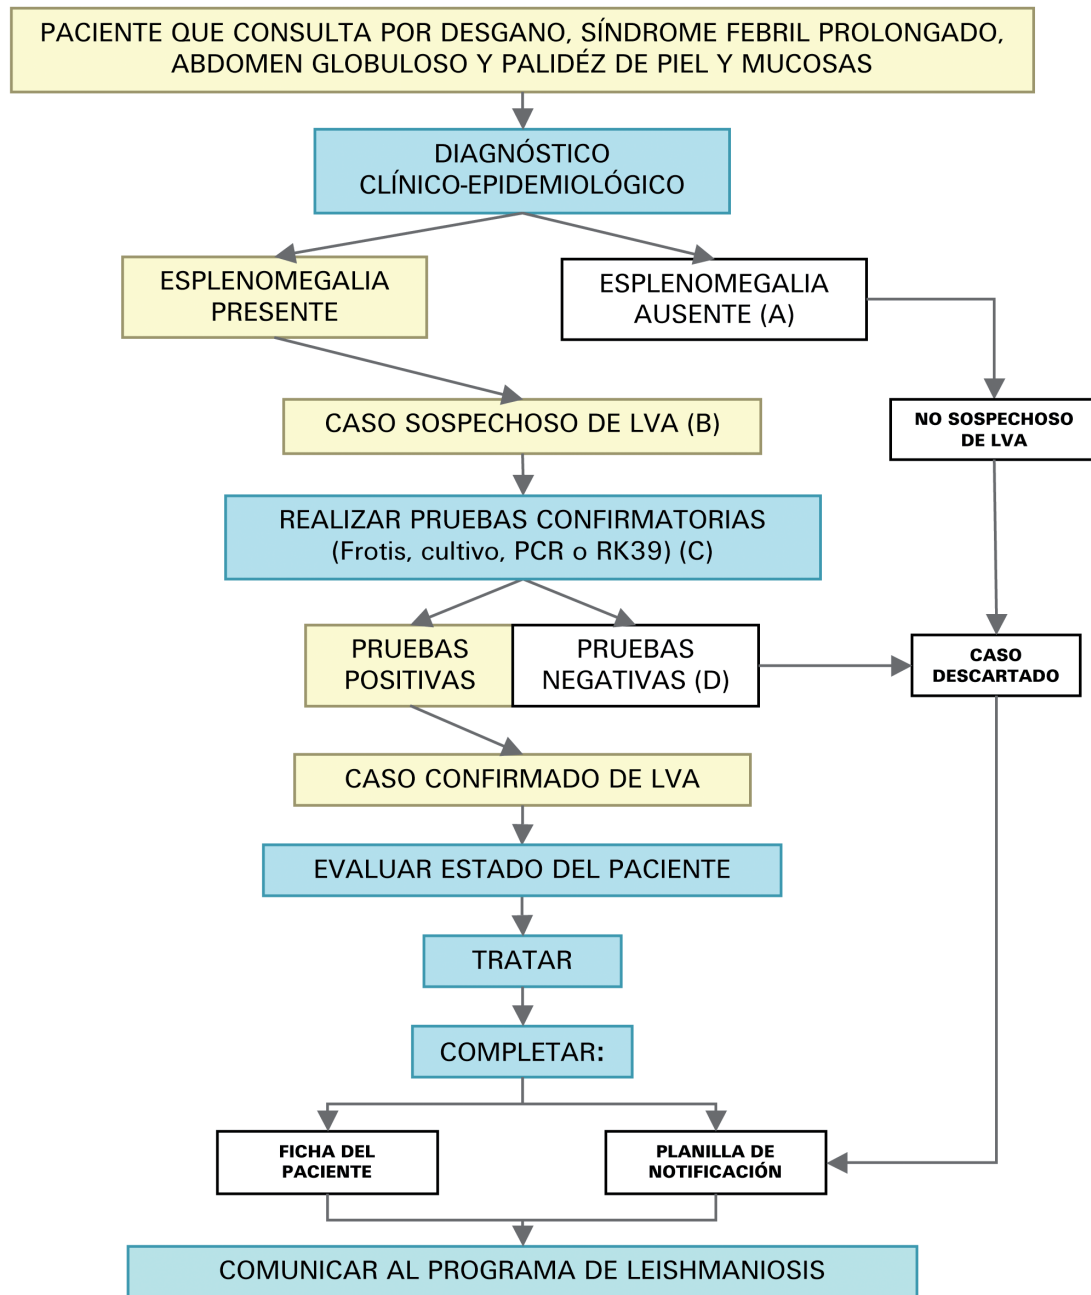 PACIENTE QUE CONSULTA POR DESGANO, SÍNDROME FEBRIL PROLONGADO,
ABDOMEN GLOBULOSO Y PALIDÉZ DE PIEL Y MUCOSAS
DIAGNÓSTICO
CLÍNICO-EPIDEMIOLÓGICO
ESPLENOMEGALIA
PRESENTE
ESPLENOMEGALIA
AUSENTE (A)
CASO SOSPECHOSO DE LVA (B)
NO SOSPECHOSO
DE LVA
REALIZAR PRUEBAS CONFIRMATORIAS
(Frotis, cultivo, PCR o RK39) (C)
PRUEBAS
POSITIVAS
PRUEBAS
NEGATIVAS (D)
CASO
DESCARTADO
CASO CONFIRMADO DE LVA
EVALUAR ESTADO DEL PACIENTE
TRATAR
COMPLETAR:
FICHA DEL
PACIENTE
PLANILLA DE
NOTIFICACIÓN
COMUNICAR AL PROGRAMA DE LEISHMANIOSIS